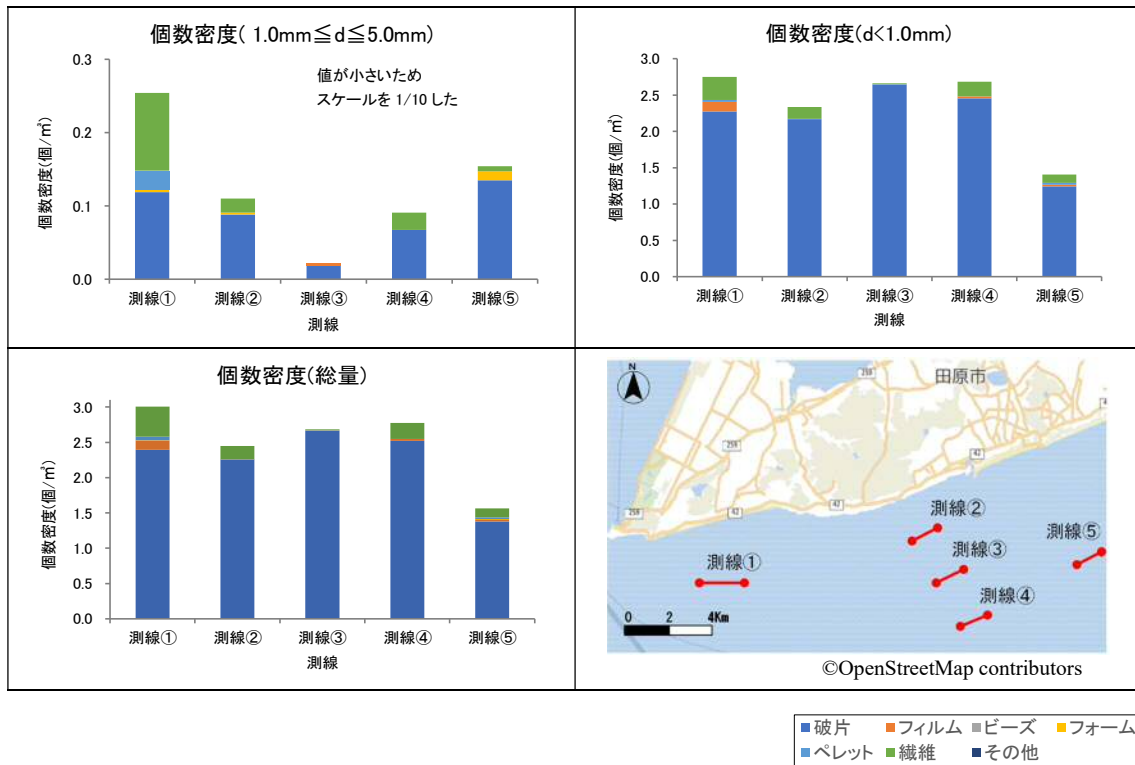 個数密度( 1.0mm≦d≦5.0mm)
値が小さいため
スケールを 1/10 した
個数密度(個/㎥)
0.3
0.2
0.1
0.0
測線① 測線② 測線③ 測線④ 測線⑤
測線
個数密度(d<1.0mm)
個数密度(個/㎥)
3.0
2.5
2.0
1.5
1.0
0.5
0.0
測線① 測線② 測線③ 測線④ 測線⑤
測線
個数密度(総量)
個数密度(個/㎥)
3.0
2.5
2.0
1.5
1.0
0.5
0.0
測線① 測線② 測線③ 測線④ 測線⑤
測線
N
259
田原市
259
42
42
42
259
測線②
測線⑤
測線③
測線①
測線④
0 2 4Km
©OpenStreetMap contributors
破片 フィルム ビーズ フォーム
ペレット 繊維 その他